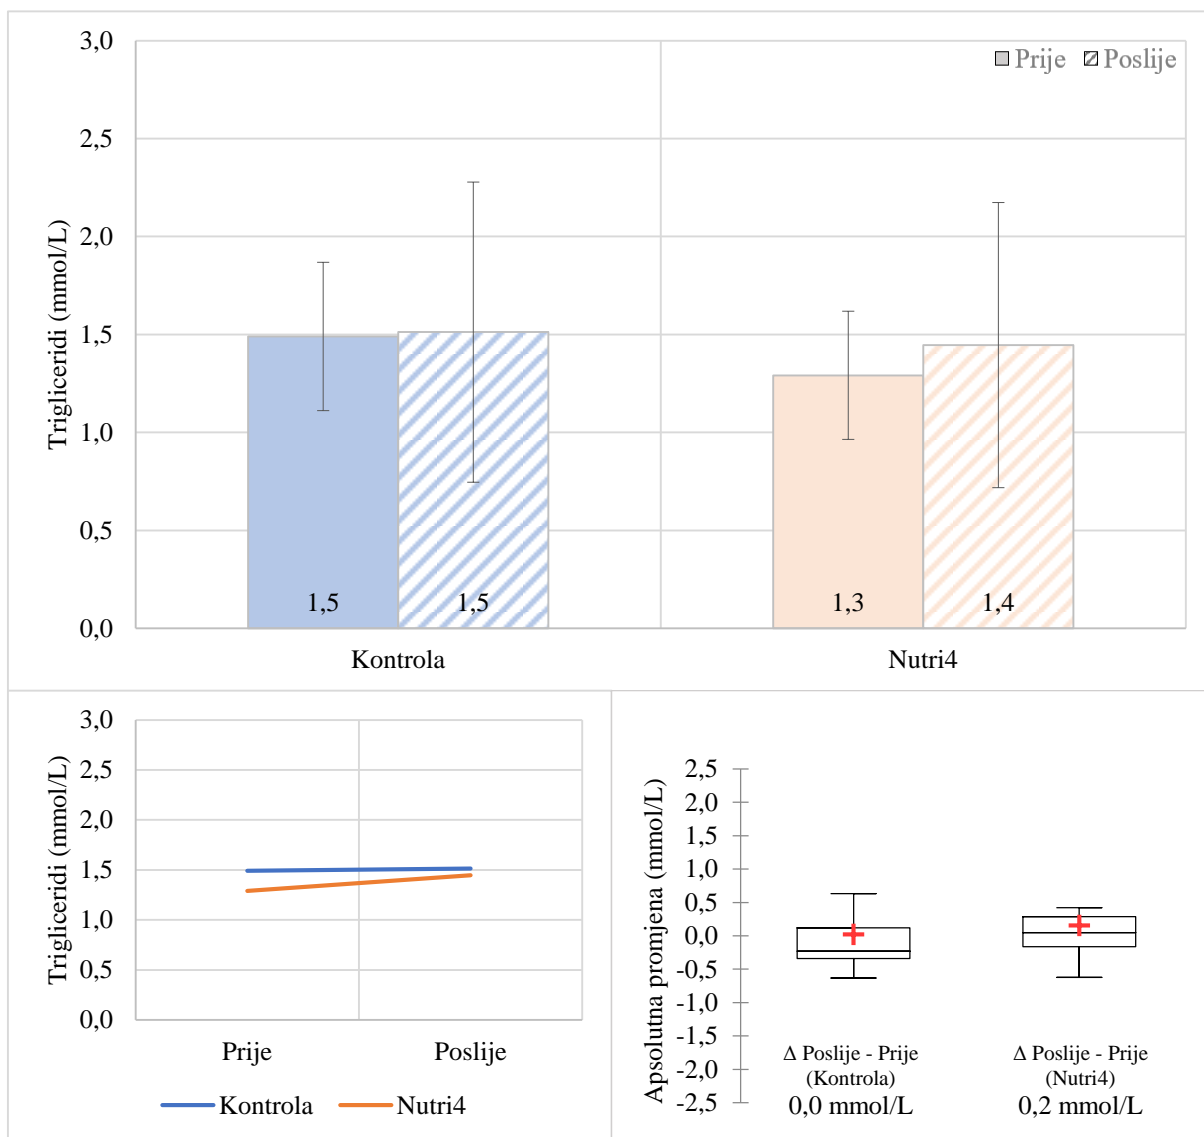 3,0
Prije Poslije
2,5
2,0
1,5
1,0
0,5
0,0
Trigliceridi (mmol/L)
1,5 1,5 1,3 1,4
Kontrola Nutri4
3,0
2,5
2,0
1,5
1,0
0,5
0,0
Trigliceridi (mmol/L)
Prije Poslije
Kontrola Nutri4
2,5
2,0
1,5
1,0
0,5
0,0
-0,5
-1,0
-1,5
-2,0
-2,5
Apsolutna promjena (mmol/L)
Δ Poslije - Prije
(Kontrola)
0,0 mmol/L
Δ Poslije - Prije
(Nutri4)
0,2 mmol/L